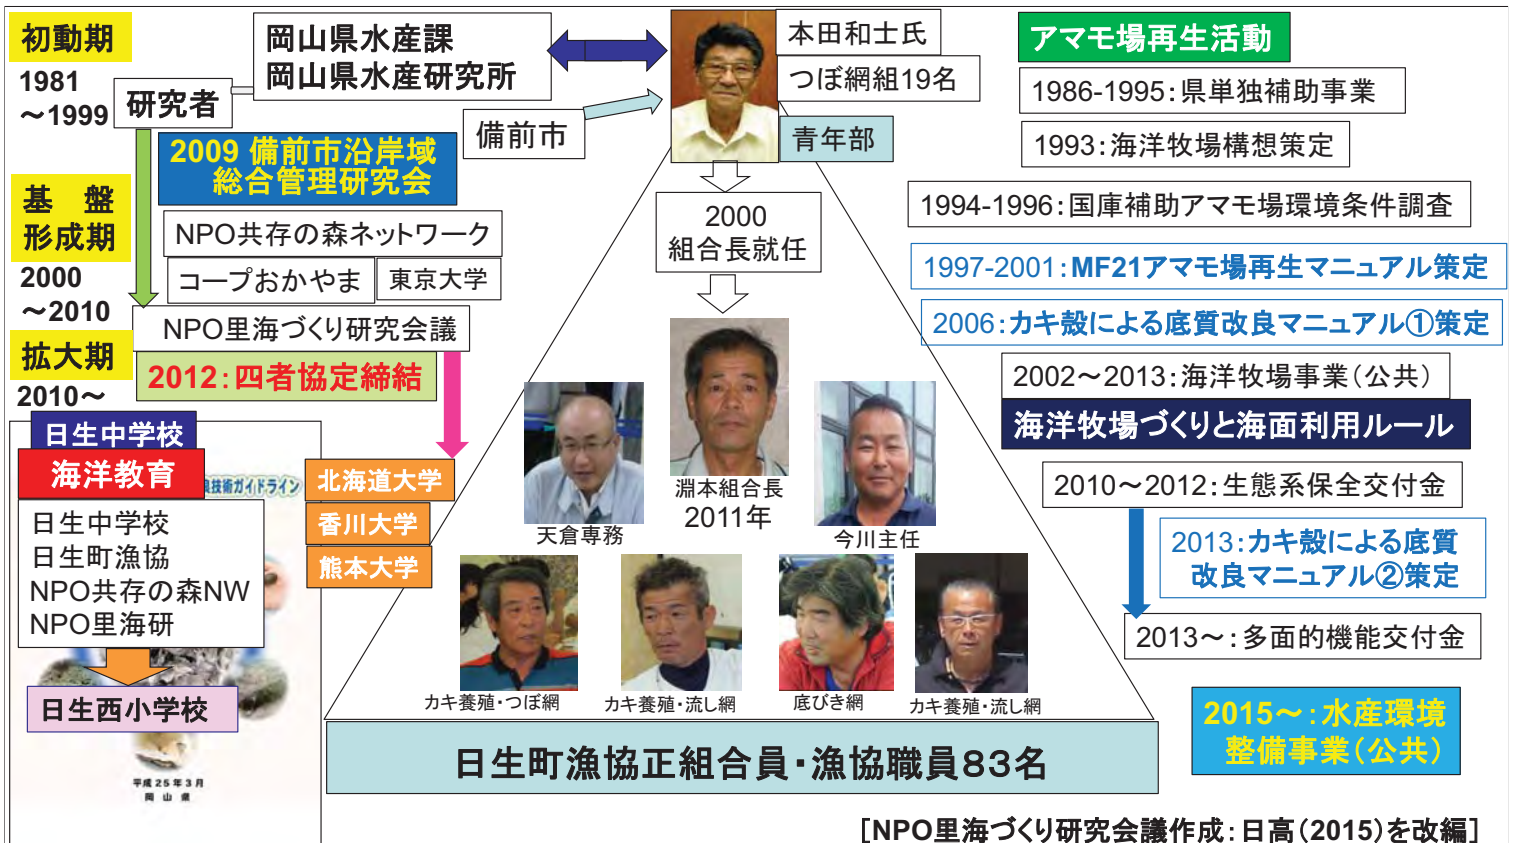 初動期
1981
～1999
岡山県水産課
岡山県水産研究所
研究者
備前市
本田和士氏
つぼ網組19名
青年部
2009 備前市沿岸域
総合管理研究会
基　盤
形成期
2000
～2010
NPO共存の森ネットワーク
コープおかやま
東京大学
NPO里海づくり研究会議
拡大期
2010～
2012：四者協定締結
日生中学校
海洋教育
良技術ガイドライン
日生中学校
日生町漁協
NPO共存の森NW
NPO里海研
日生西小学校
平成25年3月
岡山県
北海道大学
香川大学
熊本大学
2000
組合長就任
淵本組合長
2011年
天倉専務
今川主任
カキ養殖・つぼ網
カキ養殖・流し網
底びき網
カキ養殖・流し網
日生町漁協正組合員・漁協職員83名
アマモ場再生活動
1986-1995：県単独補助事業
1993：海洋牧場構想策定
1994-1996：国庫補助アマモ場環境条件調査
1997-2001：MF21アマモ場再生マニュアル策定
2006：カキ殻による底質改良マニュアル①策定
2002～2013：海洋牧場事業（公共）
海洋牧場づくりと海面利用ルール
2010～2012：生態系保全交付金
2013：カキ殻による底質
改良マニュアル②策定
2013～：多面的機能交付金
2015～：水産環境
整備事業（公共）
［NPO里海づくり研究会議作成：日高（2015）を改編］